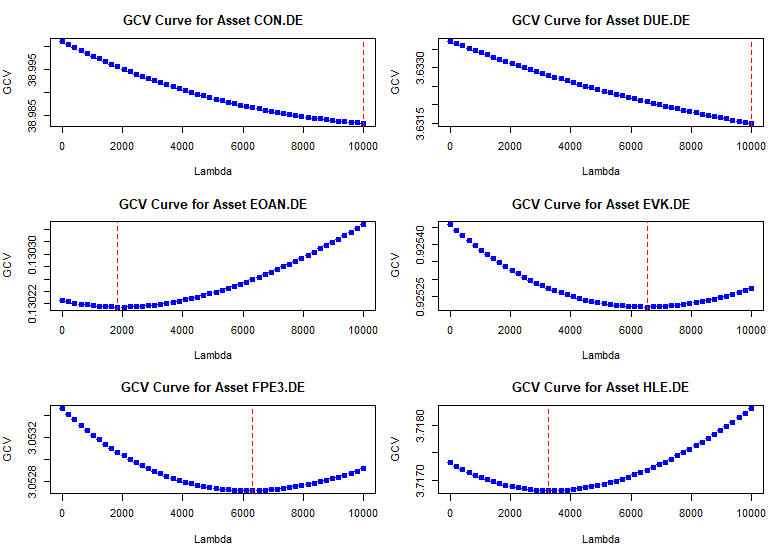 GCV Curve for Asset CON.DE
GCV
38.995
38.985
0 2000 4000 6000 8000 10000
Lambda
GCV Curve for Asset DUE.DE
GCV
3.6330
3.6315
0 2000 4000 6000 8000 10000
Lambda
GCV Curve for Asset EOAN.DE
GCV
0.13030
0.13022
0 2000 4000 6000 8000 10000
Lambda
GCV Curve for Asset EVK.DE
GCV
0.92540
0.92525
0 2000 4000 6000 8000 10000
Lambda
GCV Curve for Asset FPE3.DE
GCV
3.0532
3.0528
0 2000 4000 6000 8000 10000
Lambda
GCV Curve for Asset HLE.DE
GCV
3.7180
3.7170
0 2000 4000 6000 8000 10000
Lambda